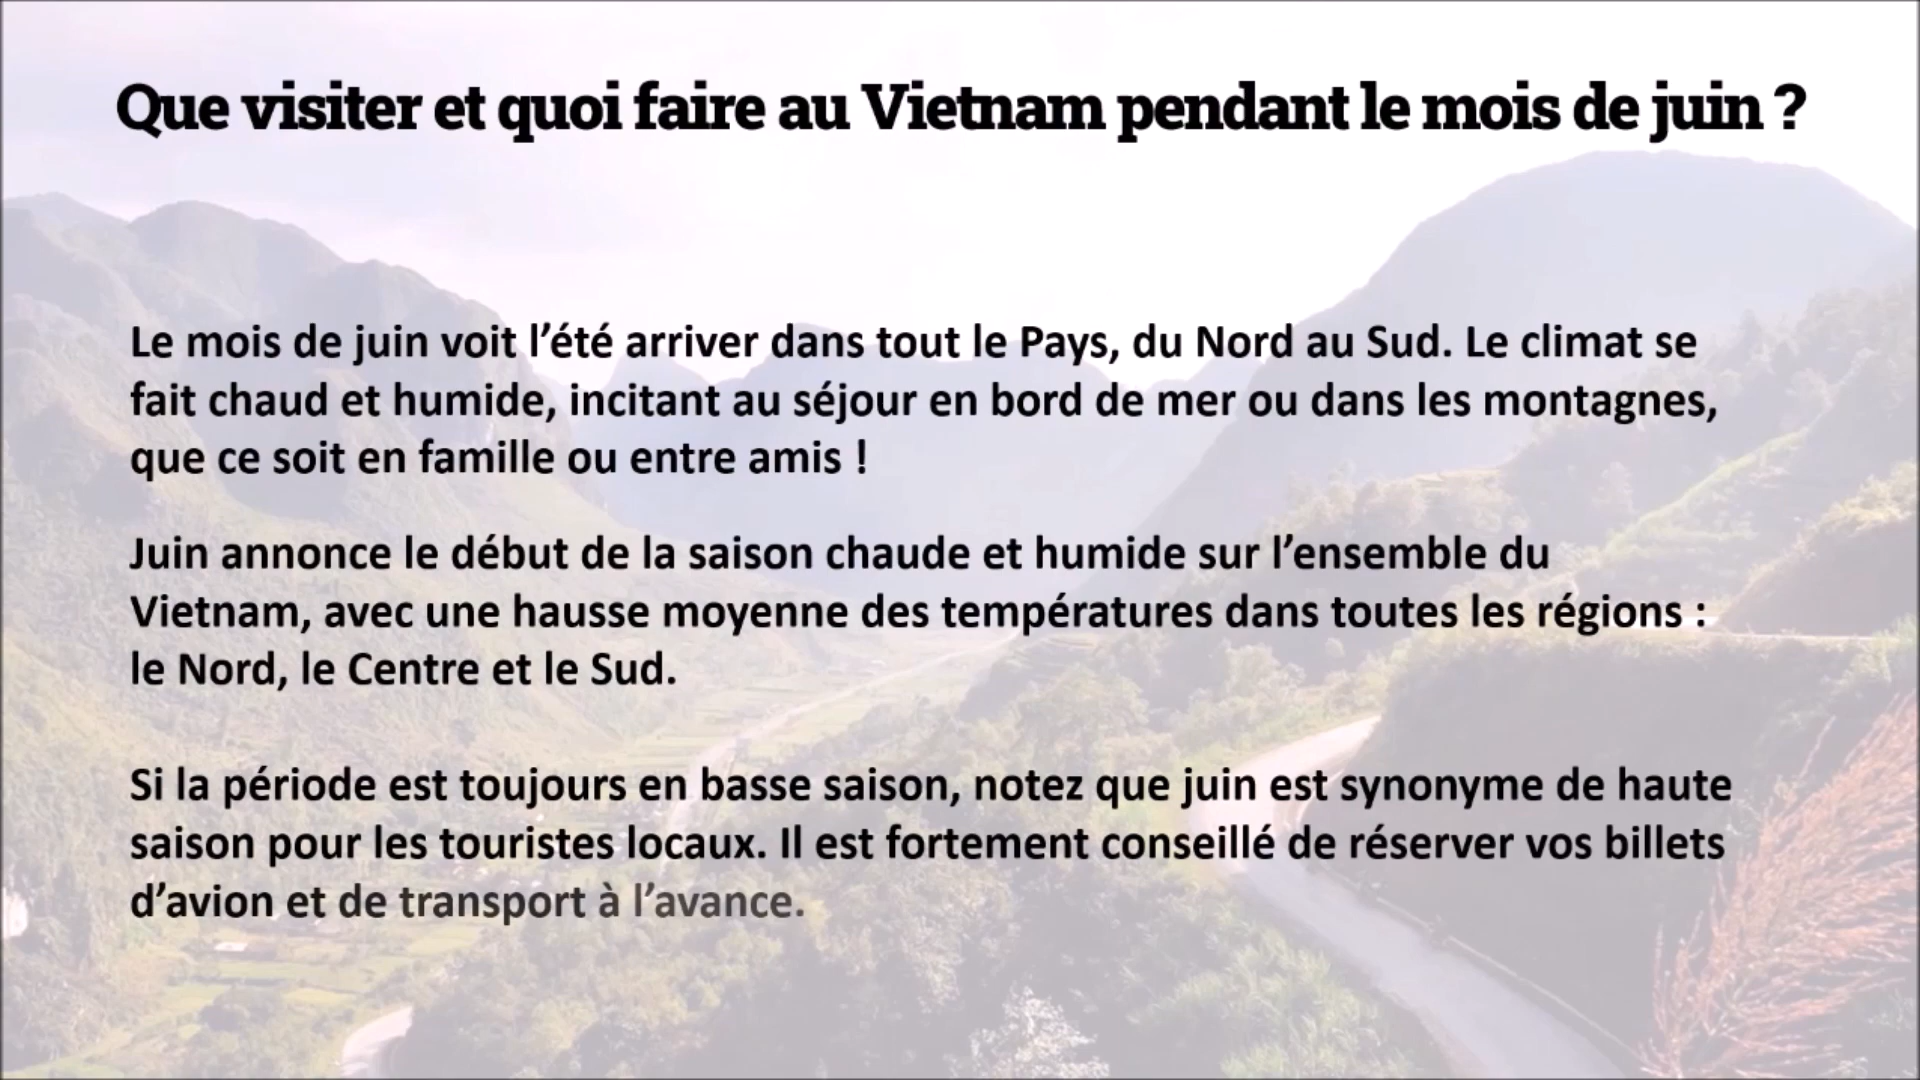 Que visiter et quoi faire au Vietnam pendant le mois de juin ?
Le mois de juin voit l’été arriver dans tout le Pays, du Nord au Sud. Le climat se
fait chaud et humide, incitant au séjour en bord de mer ou dans les montagnes,
que ce soit en famille ou entre amis !
Juin annonce le début de la saison chaude et humide sur l’ensemble du
Vietnam, avec une hausse moyenne des températures dans toutes les régions :
le Nord, le Centre et le Sud.
Si la période est toujours en basse saison, notez que juin est synonyme de haute
saison pour les touristes locaux. Il est fortement conseillé de réserver vos billets
d’avion et de transport à l’avance.